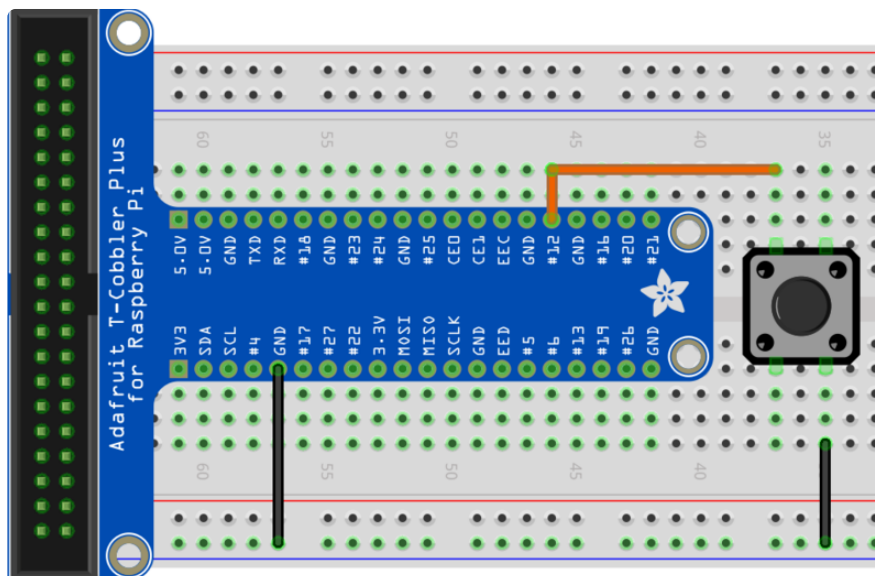 Adafruit T-Cobbler Plus
for Raspberry Pi
60 55 50 45 40 35
5.0V 5.0V GND TXD RXD #18 GND #23 #24 GND #25 CE0 CE1 EEC GND #12 GND #16 #20 #21
3V3 SDA SCL #4 GND #17 #27 #22 3.3V MOSI MISO SCLK GND EED #5 #6 #13 #19 #26 GND
60 55 50 45 40